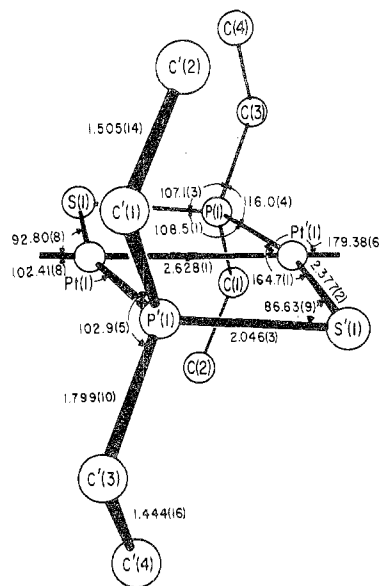 C(4)
C'(2)
C(3)
1.505(14)
107.1(3)
116.0(4)
S(1)
C'(1)
P(1)
Pt'(1)
108.5(1)
179.38(6
92.80(8)
102.41(8)
2.628(1)
164.7(1)
2.377(2)
Pt(1)
C(1)
86.63(9)
102.9(5)
P'(1)
S'(1)
2.046(3)
C(2)
1.799(10)
C'(3)
1.444(16)
C'(4)